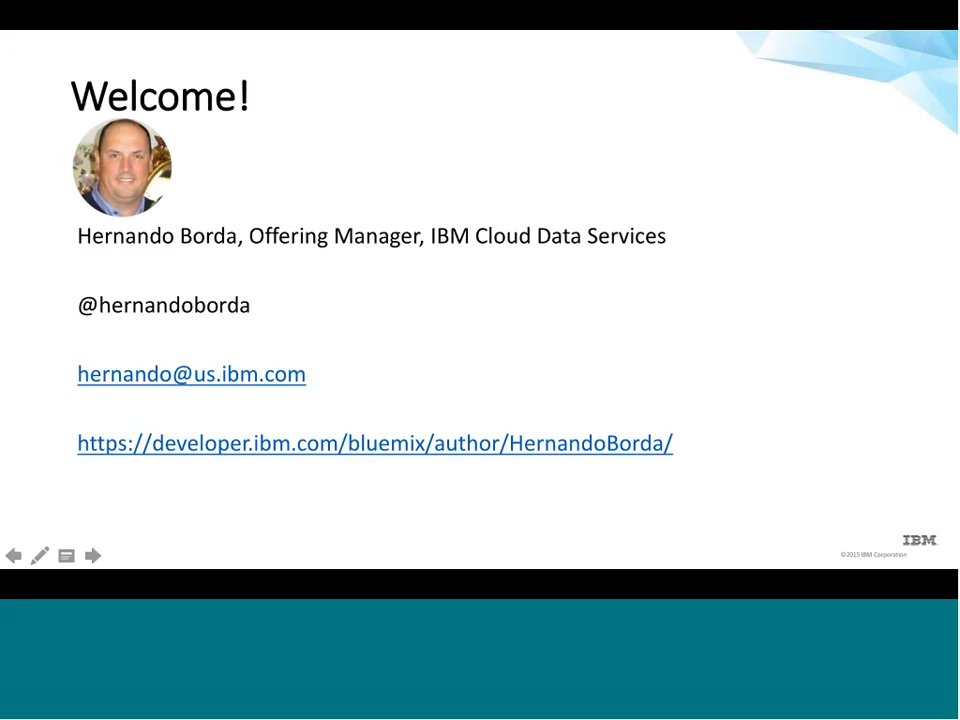 Welcome!
Hernando Borda, Offering Manager, IBM Cloud Data Services
@hernandoborda
hernando@us.ibm.com
https://developer.ibm.com/bluemix/author/HernandoBorda/
IBM
©2015 IBM Corporation